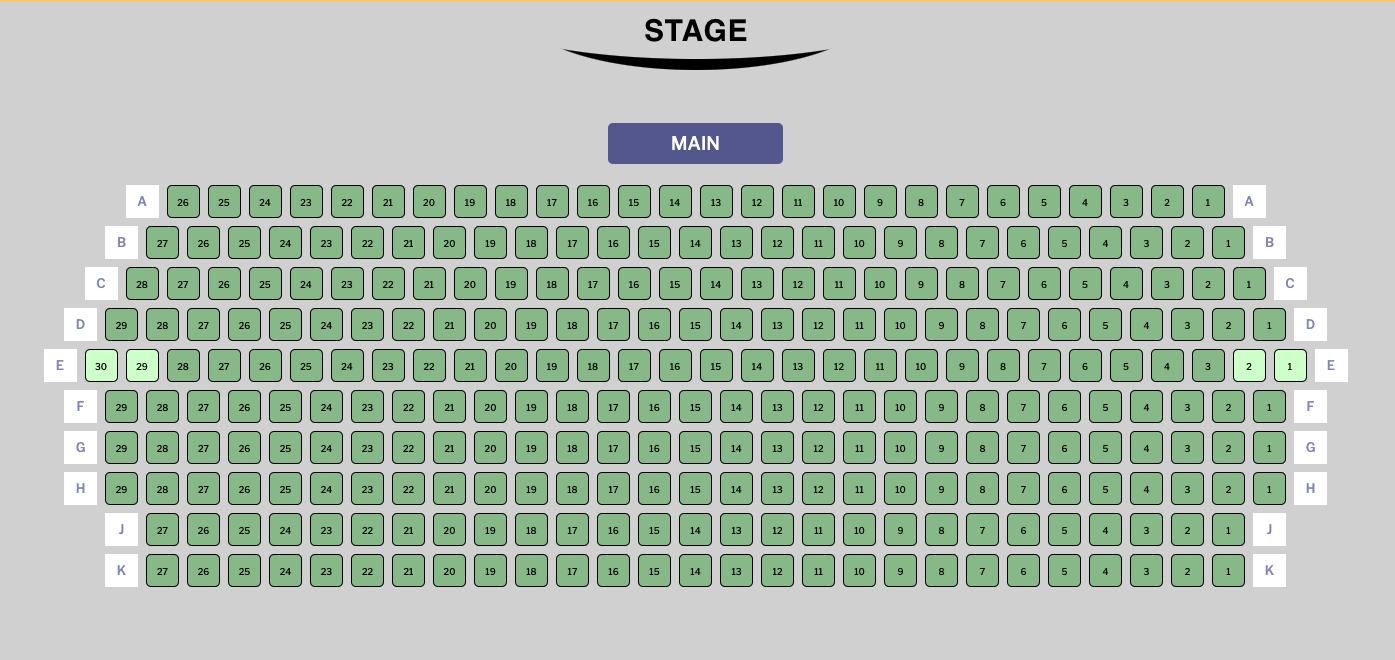 STAGE
MAIN
A 26 25 24 23 22 21 20 19 18 17 16 15 14 13 12 11 10 9 8 7 6 5 4 3 2 1 A
B 27 26 25 24 23 22 21 20 19 18 17 16 15 14 13 12 11 10 9 8 7 6 5 4 3 2 1 B
C 28 27 26 25 24 23 22 21 20 19 18 17 16 15 14 13 12 11 10 9 8 7 6 5 4 3 2 1 C
D 29 28 27 26 25 24 23 22 21 20 19 18 17 16 15 14 13 12 11 10 9 8 7 6 5 4 3 2 1 D
E 30 29 28 27 26 25 24 23 22 21 20 19 18 17 16 15 14 13 12 11 10 9 8 7 6 5 4 3 2 1 E
F 29 28 27 26 25 24 23 22 21 20 19 18 17 16 15 14 13 12 11 10 9 8 7 6 5 4 3 2 1 F
G 29 28 27 26 25 24 23 22 21 20 19 18 17 16 15 14 13 12 11 10 9 8 7 6 5 4 3 2 1 G
H 29 28 27 26 25 24 23 22 21 20 19 18 17 16 15 14 13 12 11 10 9 8 7 6 5 4 3 2 1 H
J 27 26 25 24 23 22 21 20 19 18 17 16 15 14 13 12 11 10 9 8 7 6 5 4 3 2 1 J
K 27 26 25 24 23 22 21 20 19 18 17 16 15 14 13 12 11 10 9 8 7 6 5 4 3 2 1 K